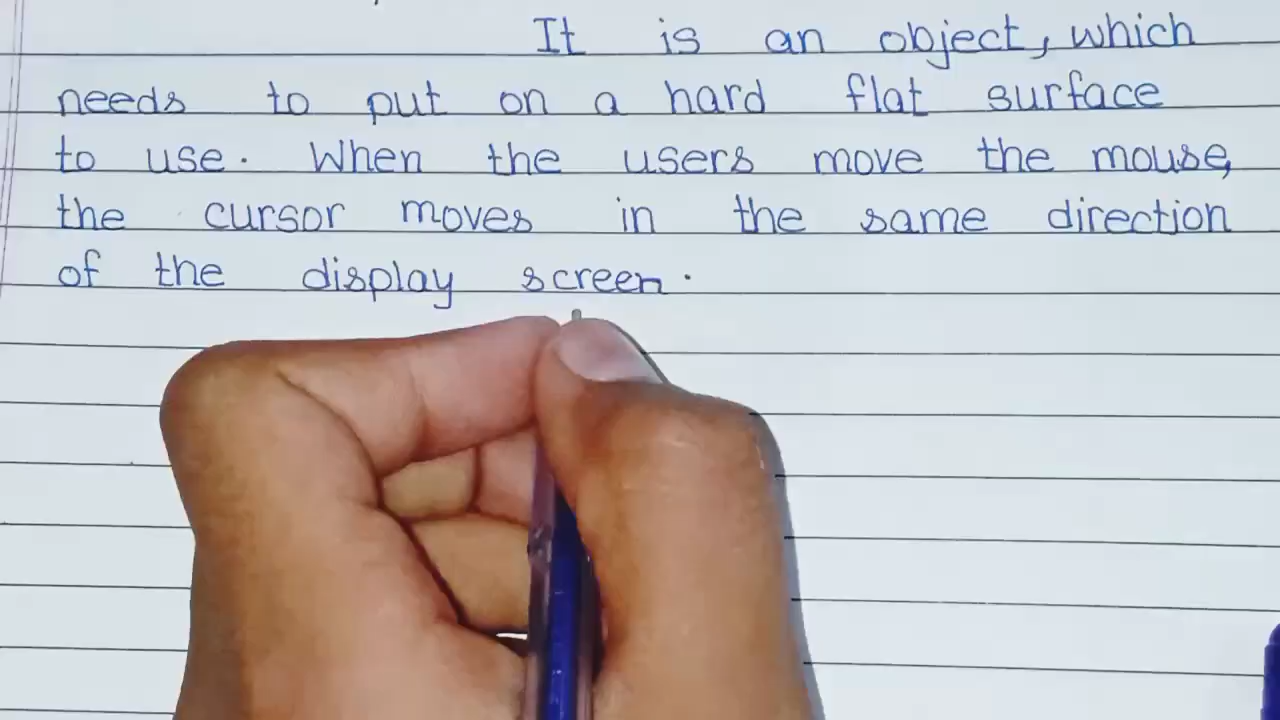 It is an object, which
needs to put on a hard flat surface
to use. When the users move the mouse,
the cursor moves in the same direction
of the display screen.